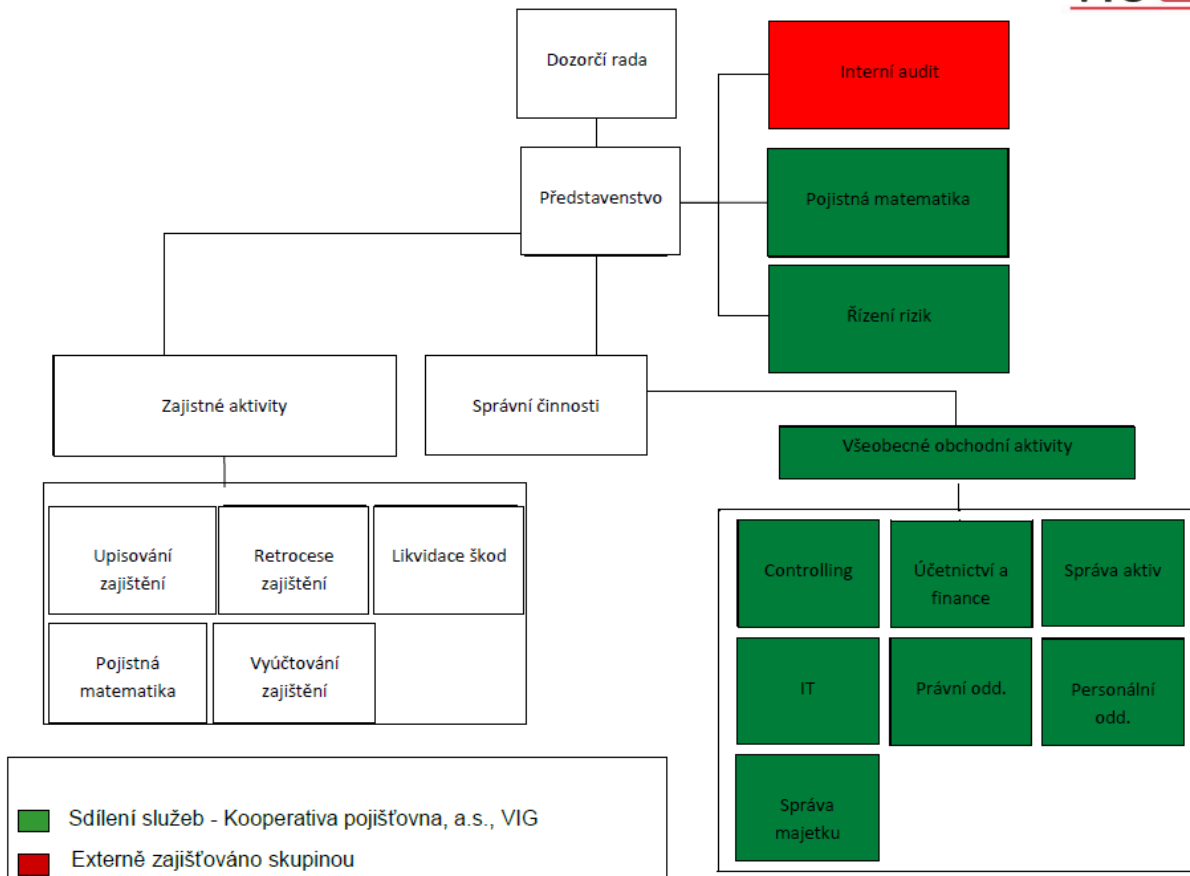 Dozorčí rada
Interní audit
Představenstvo
Pojistná matematika
Řízení rizik
Zajistné aktivity
Správní činnosti
Všeobecné obchodní aktivity
Upisování
zajištění
Retrocese
zajištění
Likvidace škod
Pojistná
matematika
Vyúčtování
zajištění
Controlling
Účetnictví a
finance
Správa aktiv
IT
Právní odd.
Personální
odd.
Správa
majetku
Sdílení služeb - Kooperativa pojišťovna, a.s., VIG
Externě zajišťováno skupinou